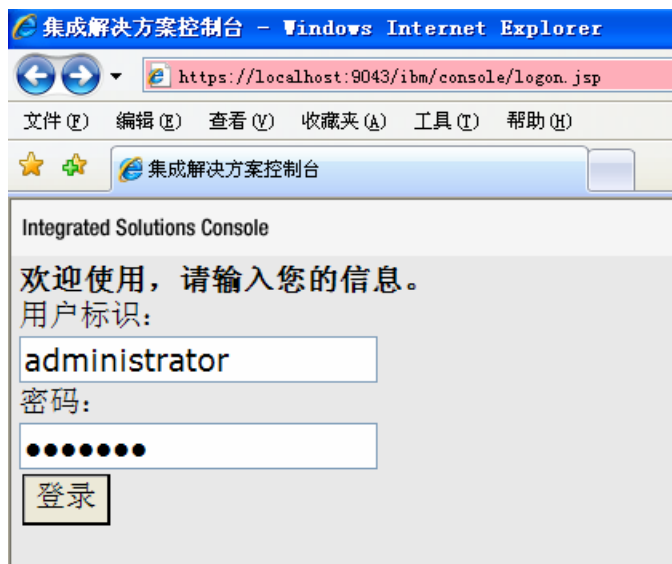 集成解决方案控制台 - Windows Internet Explorer
https://localhost:9043/ibm/console/logon.jsp
文件(F) 编辑(E) 查看(V) 收藏夹(A) 工具(T) 帮助(H)
集成解决方案控制台
Integrated Solutions Console
欢迎使用，请输入您的信息。
用户标识：
administrator
密码：
●●●●●●●
登录